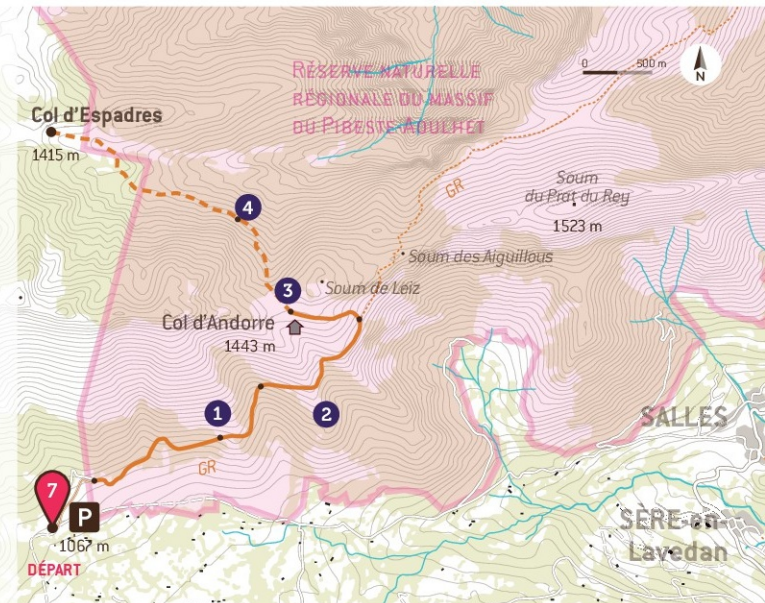 RÉSERVE NATURELLE
RÉGIONALE DU MASSIF
DU PIBESTE-AOULHET
0 500 m
N
Col d'Espadres
1415 m
4
GR
Soum
du Prat du Rey
1523 m
Soum des Aiguillous
3
Soum de Leiz
Col d'Andorre
1443 m
1
2
SALLES
GR
7
P
1067 m
DÉPART
SÈRE-en-
Lavedan